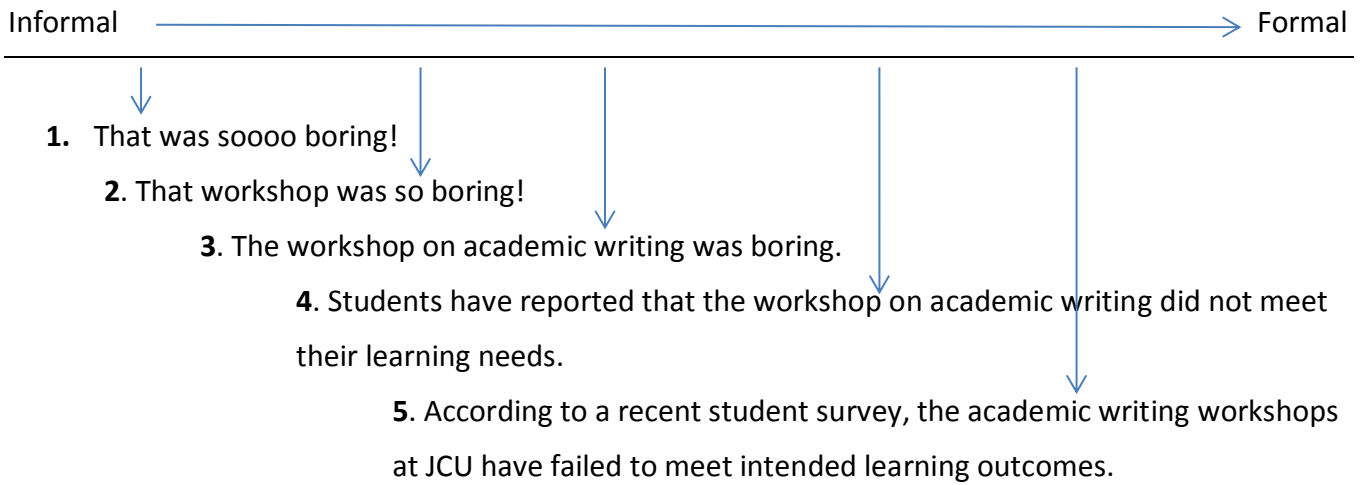 Informal Formal
1. That was soooo boring!
2. That workshop was so boring!
3. The workshop on academic writing was boring.
4. Students have reported that the workshop on academic writing did not meet
their learning needs.
5. According to a recent student survey, the academic writing workshops
at JCU have failed to meet intended learning outcomes.